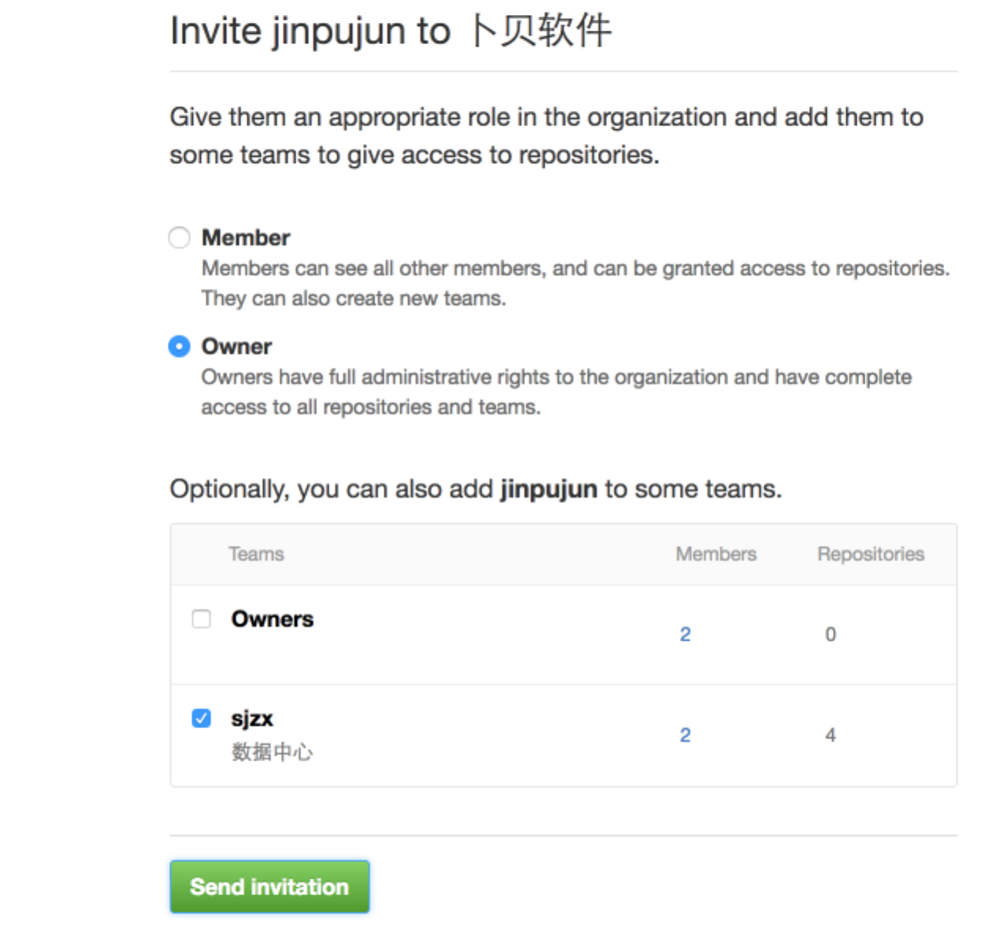 Invite jinpujun to 卜贝软件
Give them an appropriate role in the organization and add them to
some teams to give access to repositories.
Member
Members can see all other members, and can be granted access to repositories.
They can also create new teams.
Owner
Owners have full administrative rights to the organization and have complete
access to all repositories and teams.
Optionally, you can also add jinpujun to some teams.
Teams Members Repositories
Owners 2 0
sjzx 2 4
数据中心
Send invitation